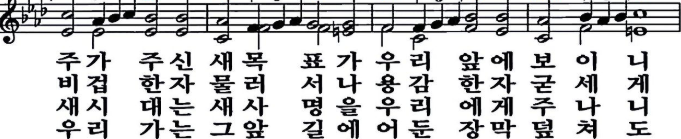 주가 주신 새목 표가 우리 앞에 보이 니
비겁 한자 물러 서나 용감 한자 굳세 게
새시 대는 새사 명을 우리 에게 주나 니
우리 가는 그앞 길에 어둔 장막 덮쳐 도